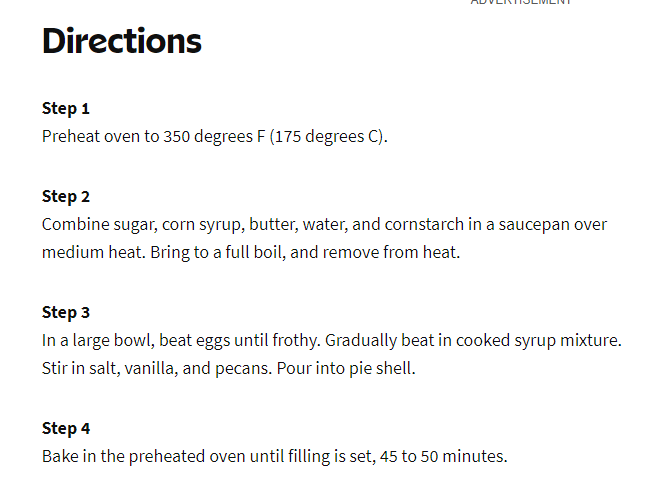 ADVERTISEMENT
Directions
Step 1
Preheat oven to 350 degrees F (175 degrees C).
Step 2
Combine sugar, corn syrup, butter, water, and cornstarch in a saucepan over
medium heat. Bring to a full boil, and remove from heat.
Step 3
In a large bowl, beat eggs until frothy. Gradually beat in cooked syrup mixture.
Stir in salt, vanilla, and pecans. Pour into pie shell.
Step 4
Bake in the preheated oven until filling is set, 45 to 50 minutes.